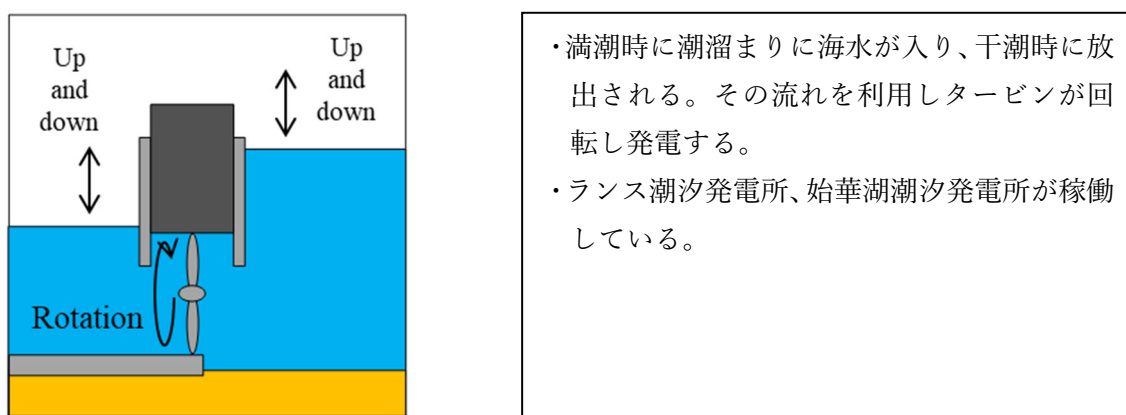 Up
and
down
Up
and
down
Rotation
・満潮時に潮溜まりに海水が入り、干潮時に放
出される。その流れを利用しタービンが回
転し発電する。
・ランス潮汐発電所、始華湖潮汐発電所が稼働
している。